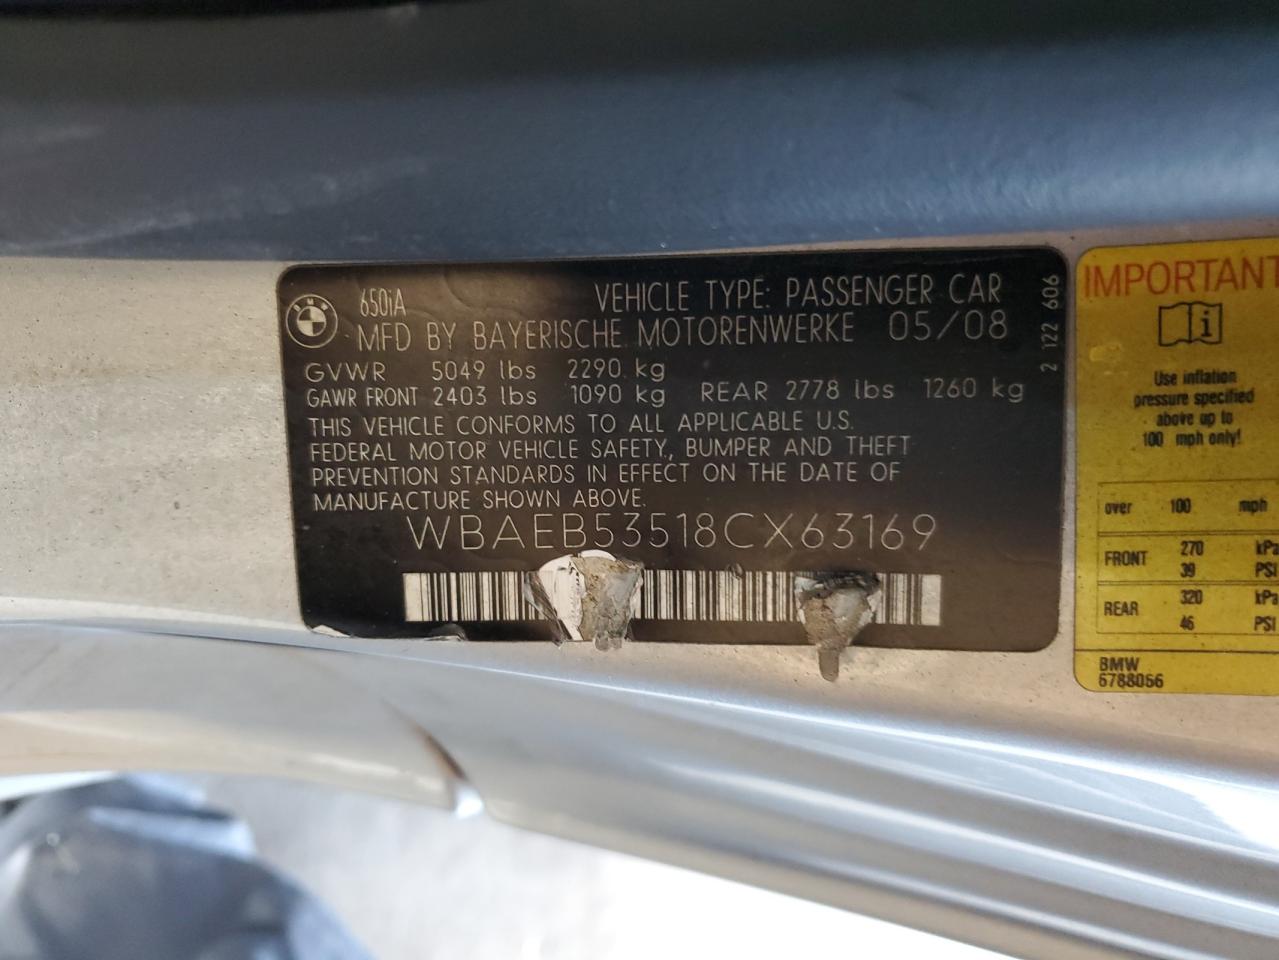 650iA VEHICLE TYPE: PASSENGER CAR
MFD BY BAYERISCHE MOTORENWERKE 05/08
GVWR 5049 lbs 2290 kg
GAWR FRONT 2403 lbs 1090 kg REAR 2778 lbs 1260 kg
THIS VEHICLE CONFORMS TO ALL APPLICABLE U.S.
FEDERAL MOTOR VEHICLE SAFETY, BUMPER AND THEFT
PREVENTION STANDARDS IN EFFECT ON THE DATE OF
MANUFACTURE SHOWN ABOVE.
WBAEB53518CX63169
2 122 606
IMPORTANT
Use inflation
pressure specified
above up to
100 mph only!
over 100 mph
FRONT 270 kPa
39 PSI
REAR 320 kPa
46 PSI
BMW
6788056